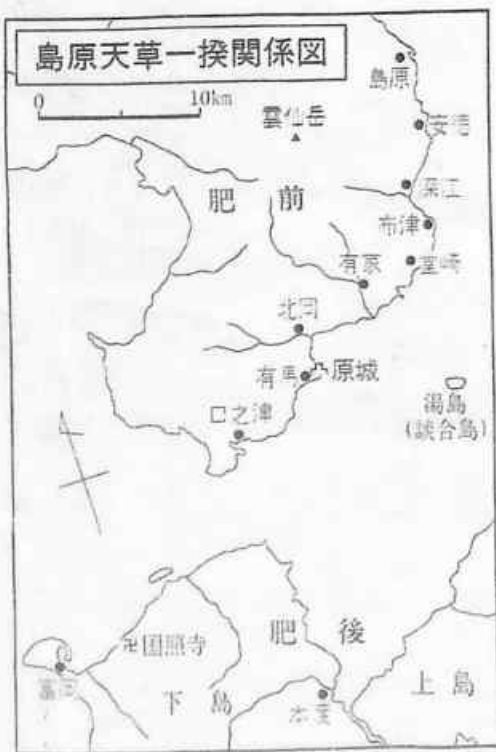 島原天草一揆関係図
0 10km
島原
雲仙岳
安徳
深江
肥前
布津
有家
堂崎
北岡
有馬
原城
湯島
(談合島)
口之津
肥後
卍国照寺
上島
富岡
下島
本渡